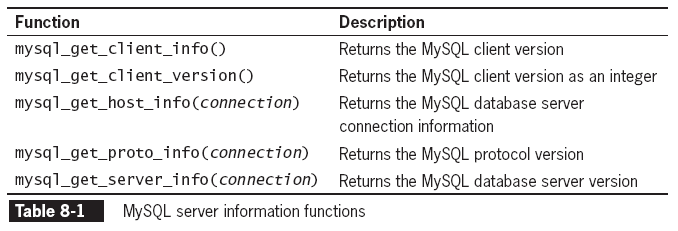 Function Description
mysql_get_client_info() Returns the MySQL client version
mysql_get_client_version() Returns the MySQL client version as an integer
mysql_get_host_info(connection) Returns the MySQL database server
connection information
mysql_get_proto_info(connection) Returns the MySQL protocol version
mysql_get_server_info(connection) Returns the MySQL database server version
Table 8-1 MySQL server information functions